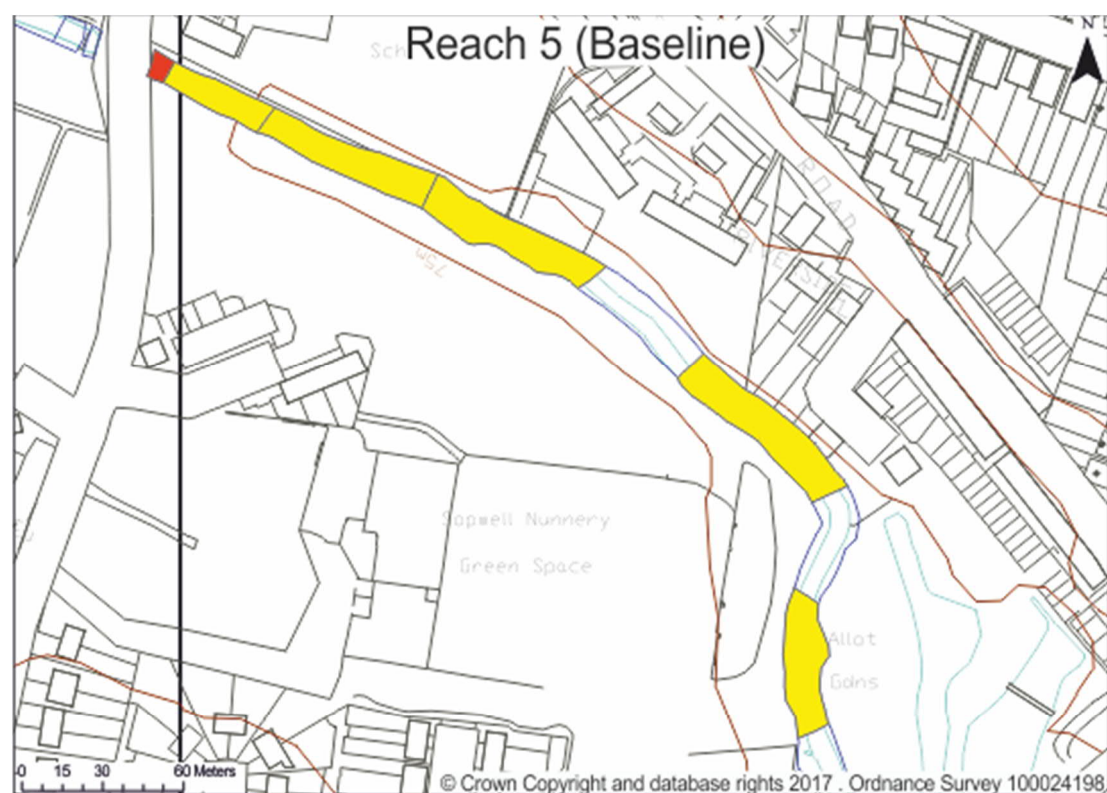 Reach 5 (Baseline)
N
Sch
ROAD
RIVERSIDE
75m
Sopwell Nunnery
Green Space
Allot
Gdns
0 15 30 60 Meters
© Crown Copyright and database rights 2017 . Ordnance Survey 100024198